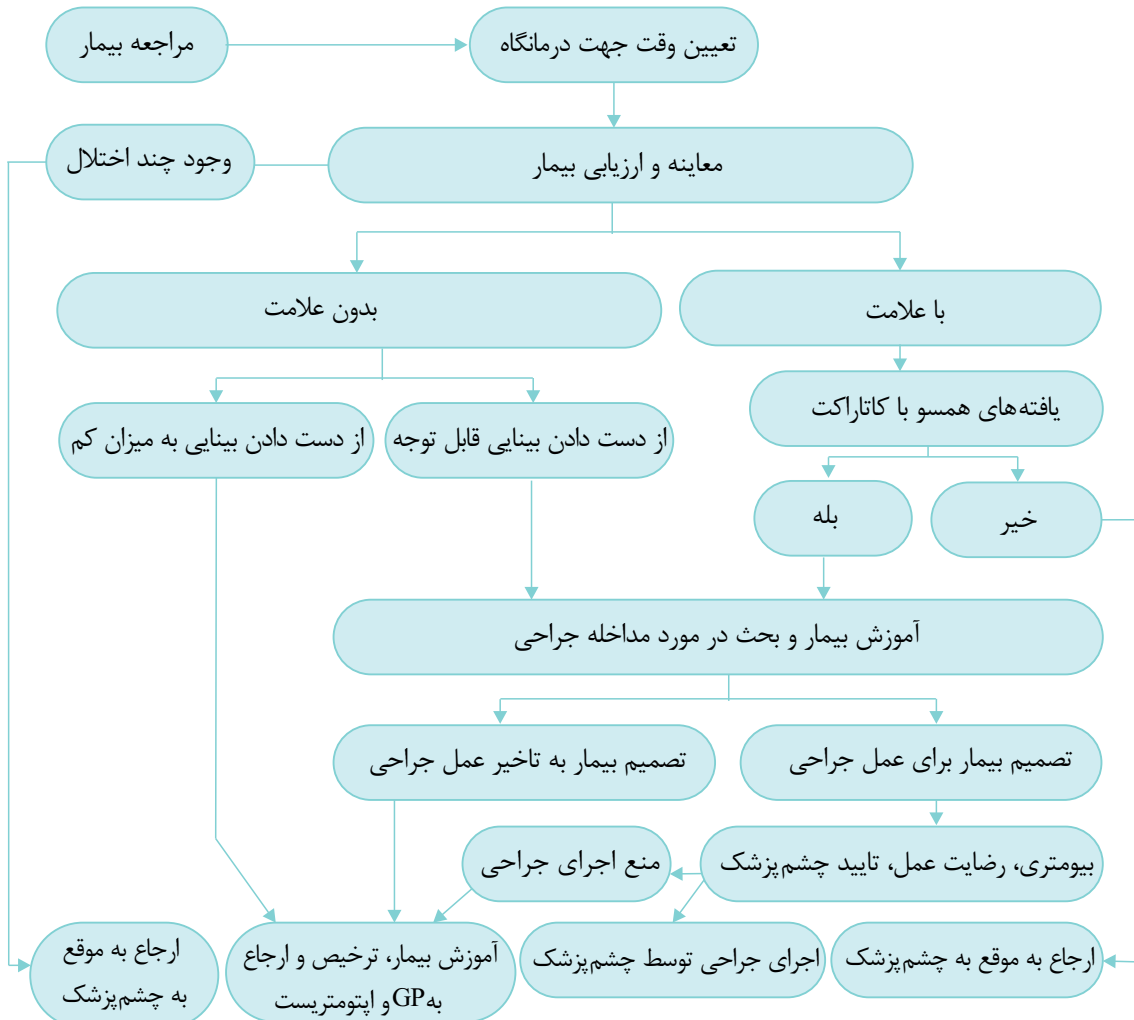 مراجعه بیمار
تعیین وقت جهت درمانگاه
وجود چند اختلال
معاینه و ارزیابی بیمار
با علامت
بدون علامت
یافته‌های همسو با کاتاراکت
از دست دادن بینایی قابل توجه
از دست دادن بینایی به میزان کم
خیر
بله
آموزش بیمار و بحث در مورد مداخله جراحی
تصمیم بیمار برای عمل جراحی
تصمیم بیمار به تاخیر عمل جراحی
بیومتری، رضایت عمل، تایید چشم‌پزشک
منع اجرای جراحی
ارجاع به موقع به چشم‌پزشک
اجرای جراحی توسط چشم‌پزشک
آموزش بیمار، ترخیص و ارجاع
به GP و اپتومتریست
ارجاع به موقع
به چشم‌پزشک